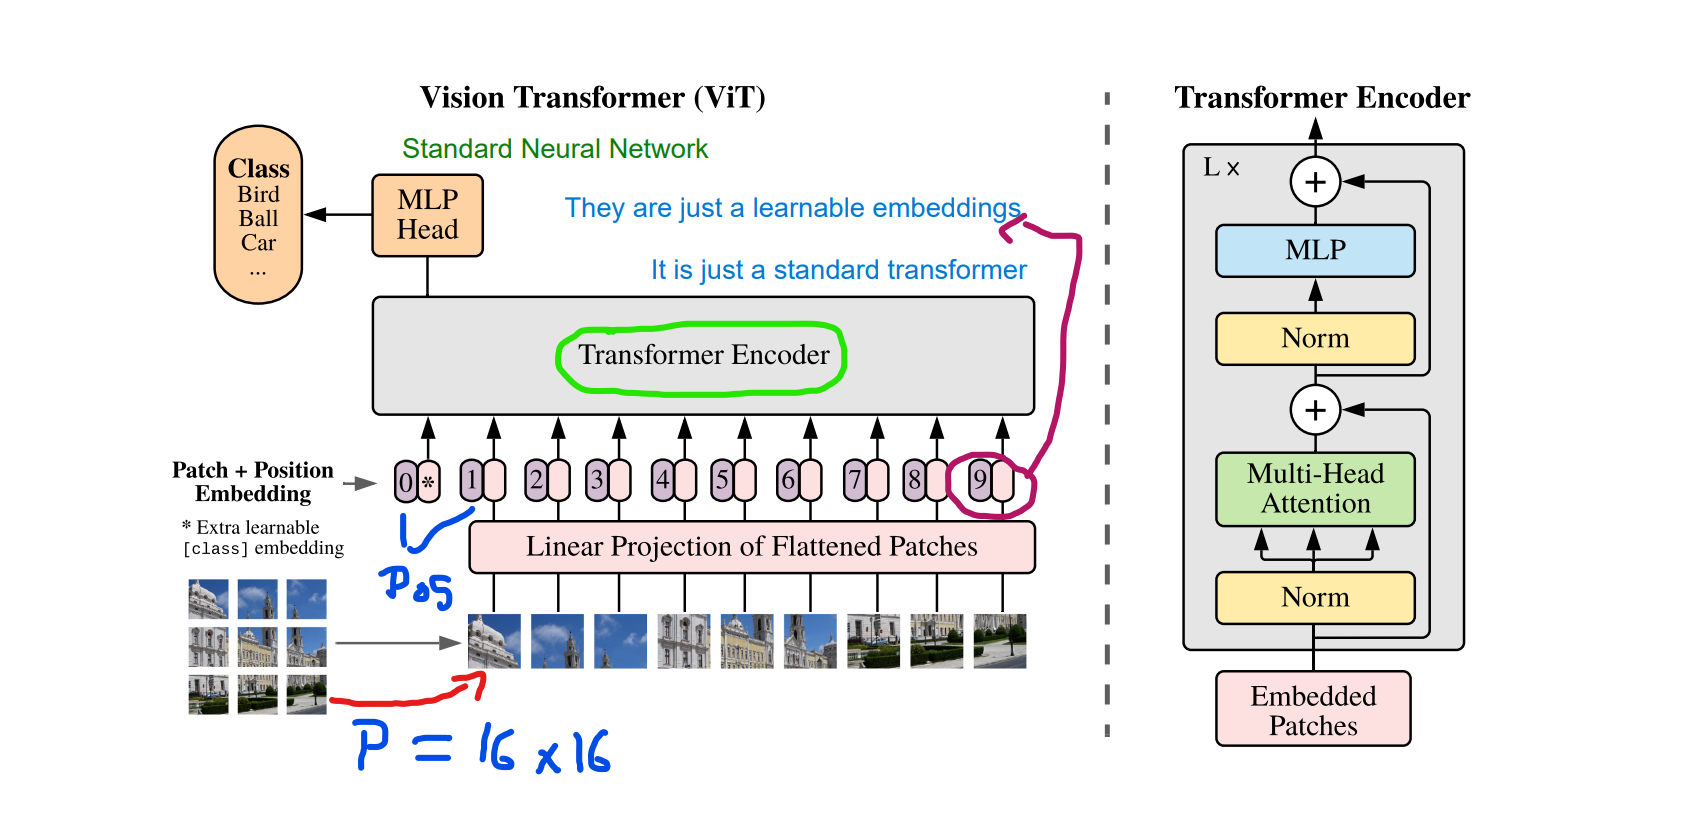 Vision Transformer (ViT)
Standard Neural Network
Class
Bird
Ball
Car
...
MLP
Head
They are just a learnable embeddings
It is just a standard transformer
Transformer Encoder
Patch + Position
Embedding
0 * 1 2 3 4 5 6 7 8 9
* Extra learnable
[class] embedding
Linear Projection of Flattened Patches
Pos
P = 16 x 16
Transformer Encoder
L x
+
MLP
Norm
+
Multi-Head
Attention
Norm
Embedded
Patches